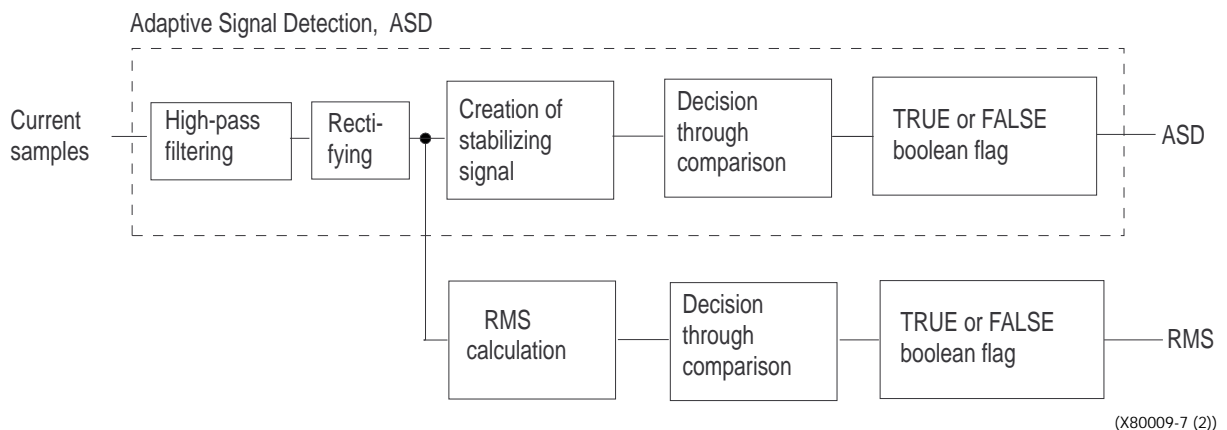 Adaptive Signal Detection, ASD
Current
samples
High-pass
filtering
Recti-
fying
Creation of
stabilizing
signal
Decision
through
comparison
TRUE or FALSE
boolean flag
ASD
RMS
calculation
Decision
through
comparison
TRUE or FALSE
boolean flag
RMS
(X80009-7 (2))